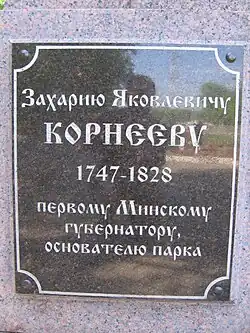 Захарию Яковлевичу
КОРНЕЕВУ
1747-1828
первому Минскому
губернатору,
основателю парка